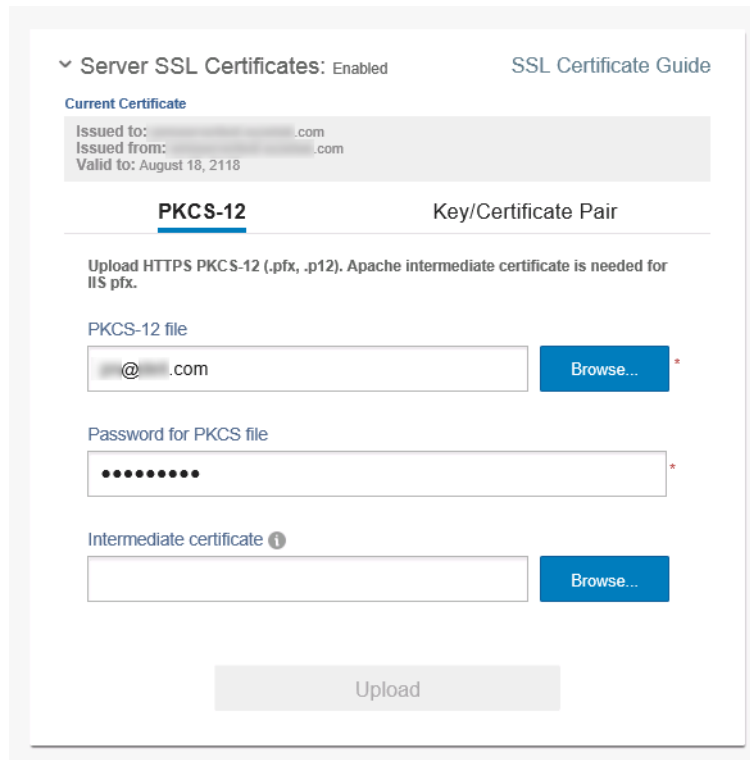 Server SSL Certificates: Enabled
SSL Certificate Guide
Current Certificate
Issued to: .com
Issued from: .com
Valid to: August 18, 2118
PKCS-12
Key/Certificate Pair
Upload HTTPS PKCS-12 (.pfx, .p12). Apache intermediate certificate is needed for
IIS pfx.
PKCS-12 file
@ .com
Browse...
*
Password for PKCS file
●●●●●●●●●
*
Intermediate certificate
Browse...
Upload